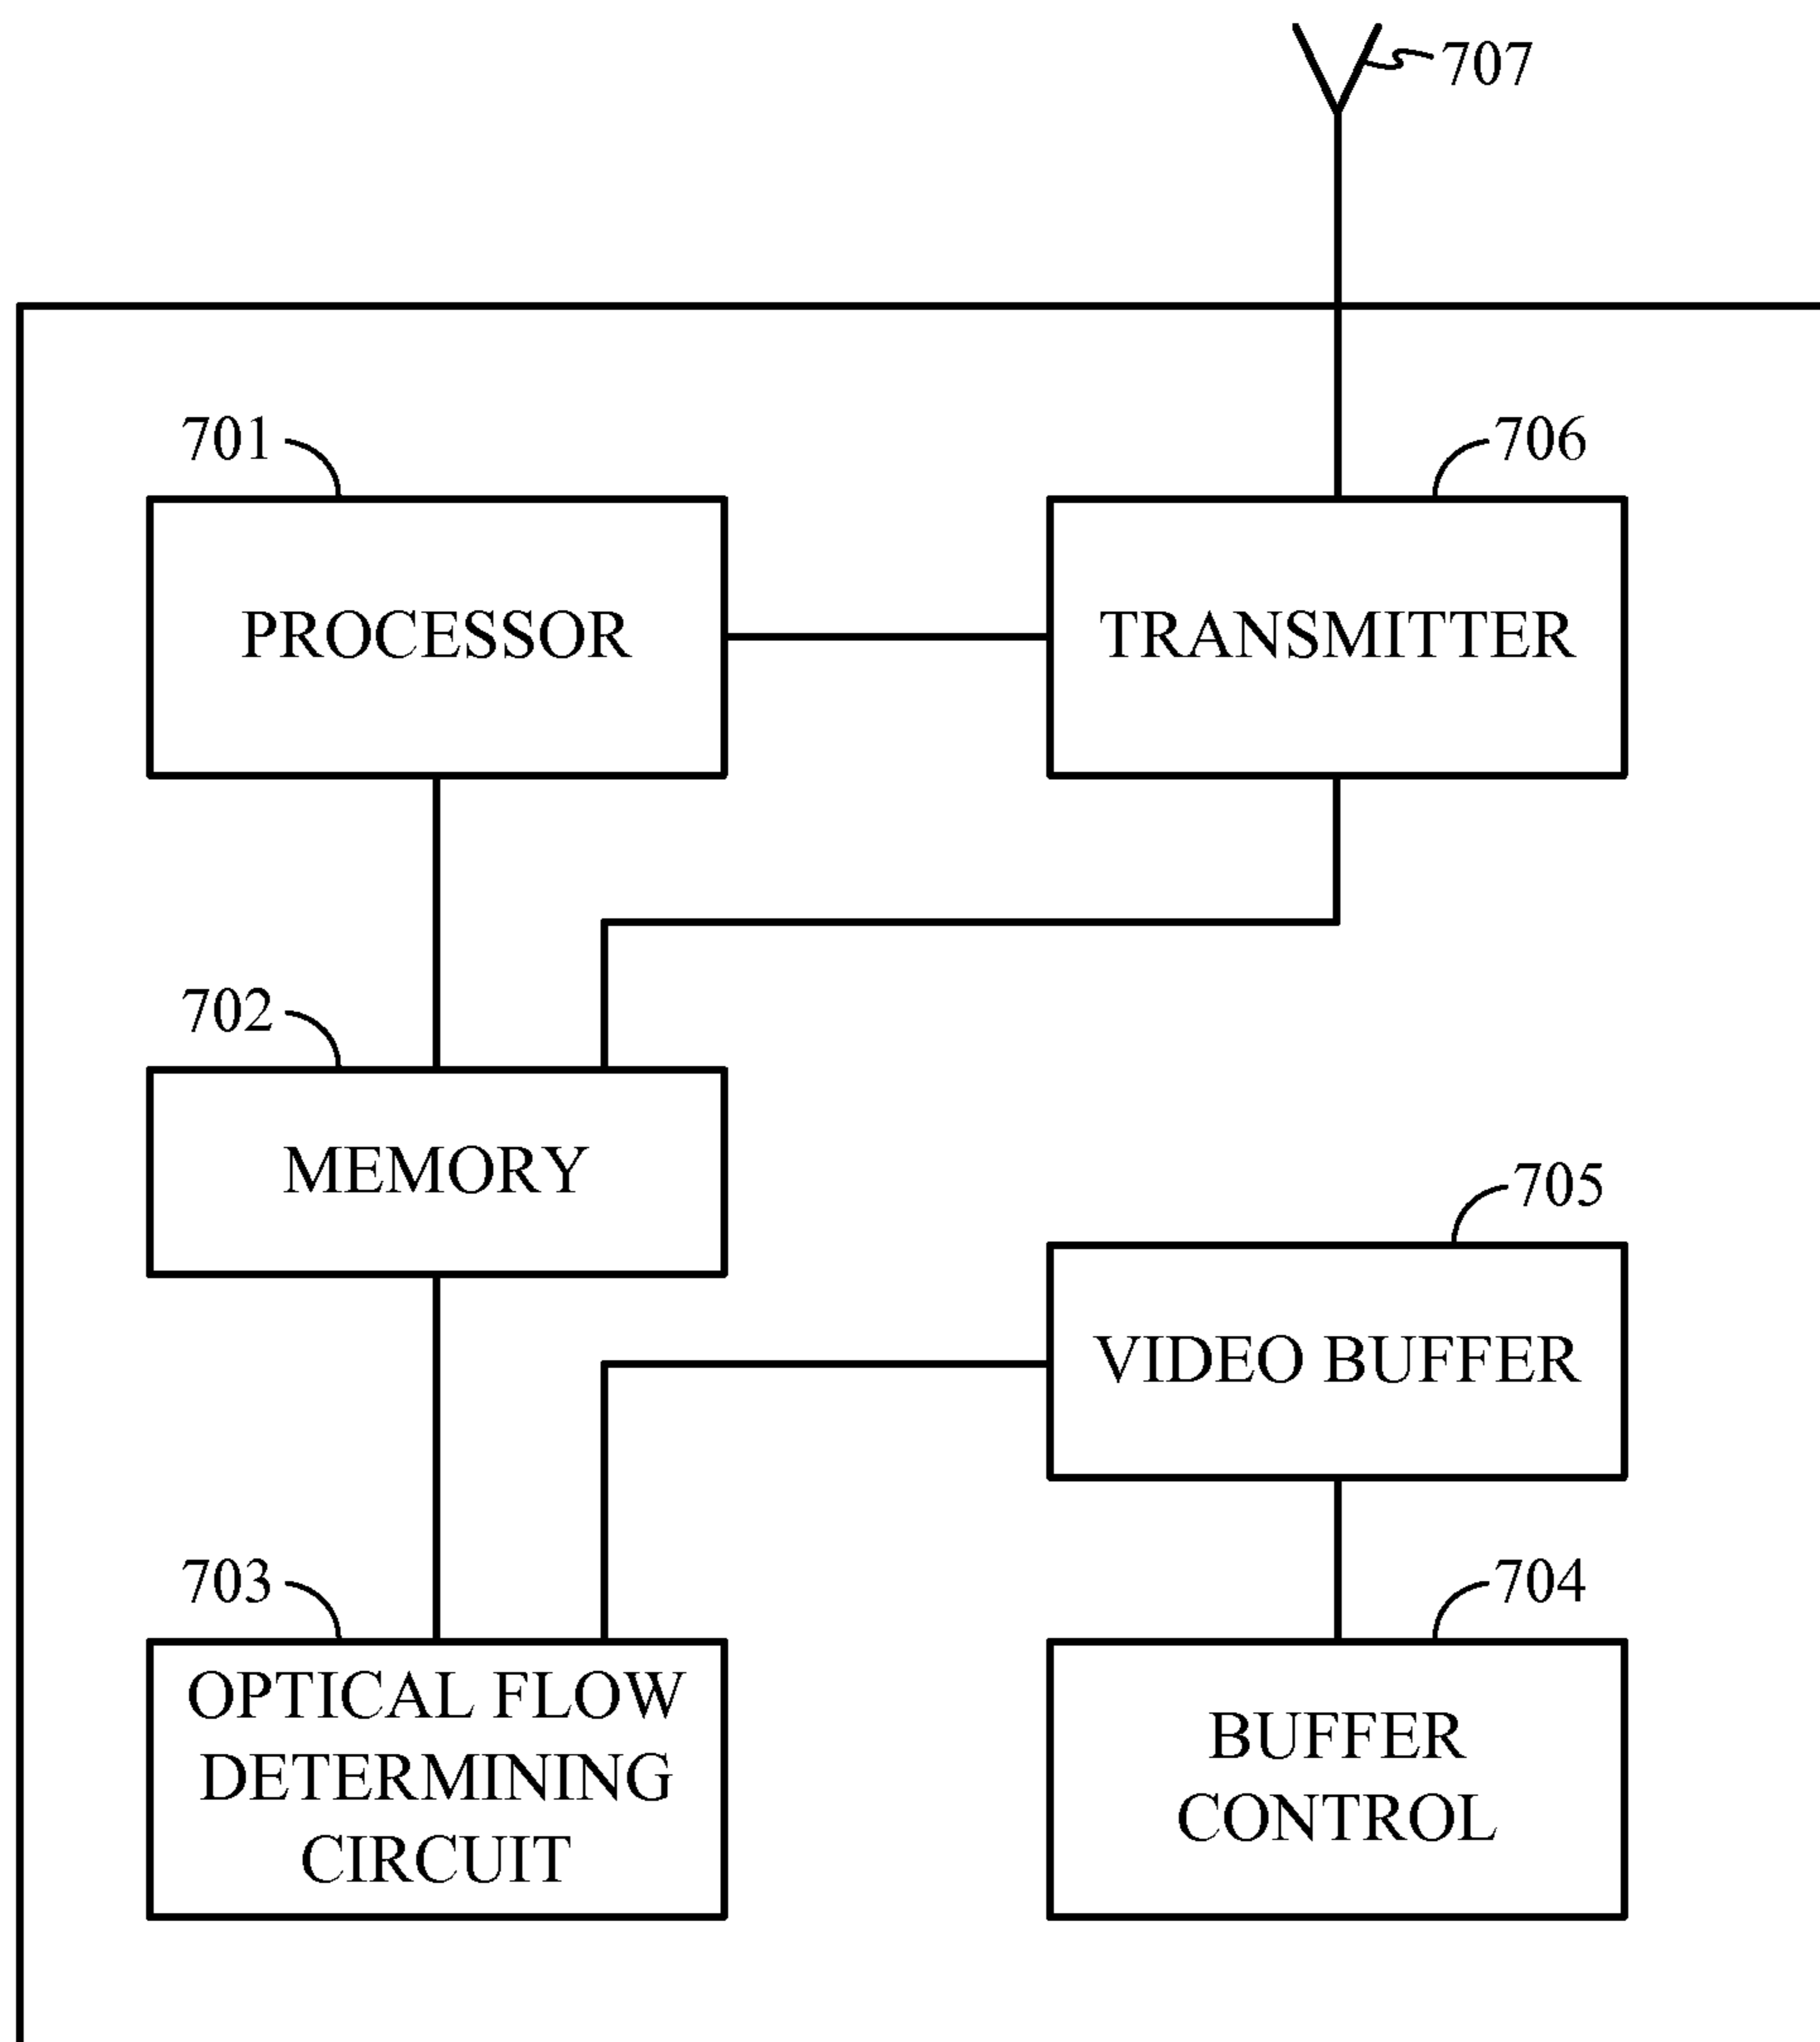 707
701
706
PROCESSOR
TRANSMITTER
702
MEMORY
705
VIDEO BUFFER
703
704
OPTICAL FLOW
DETERMINING
CIRCUIT
BUFFER
CONTROL